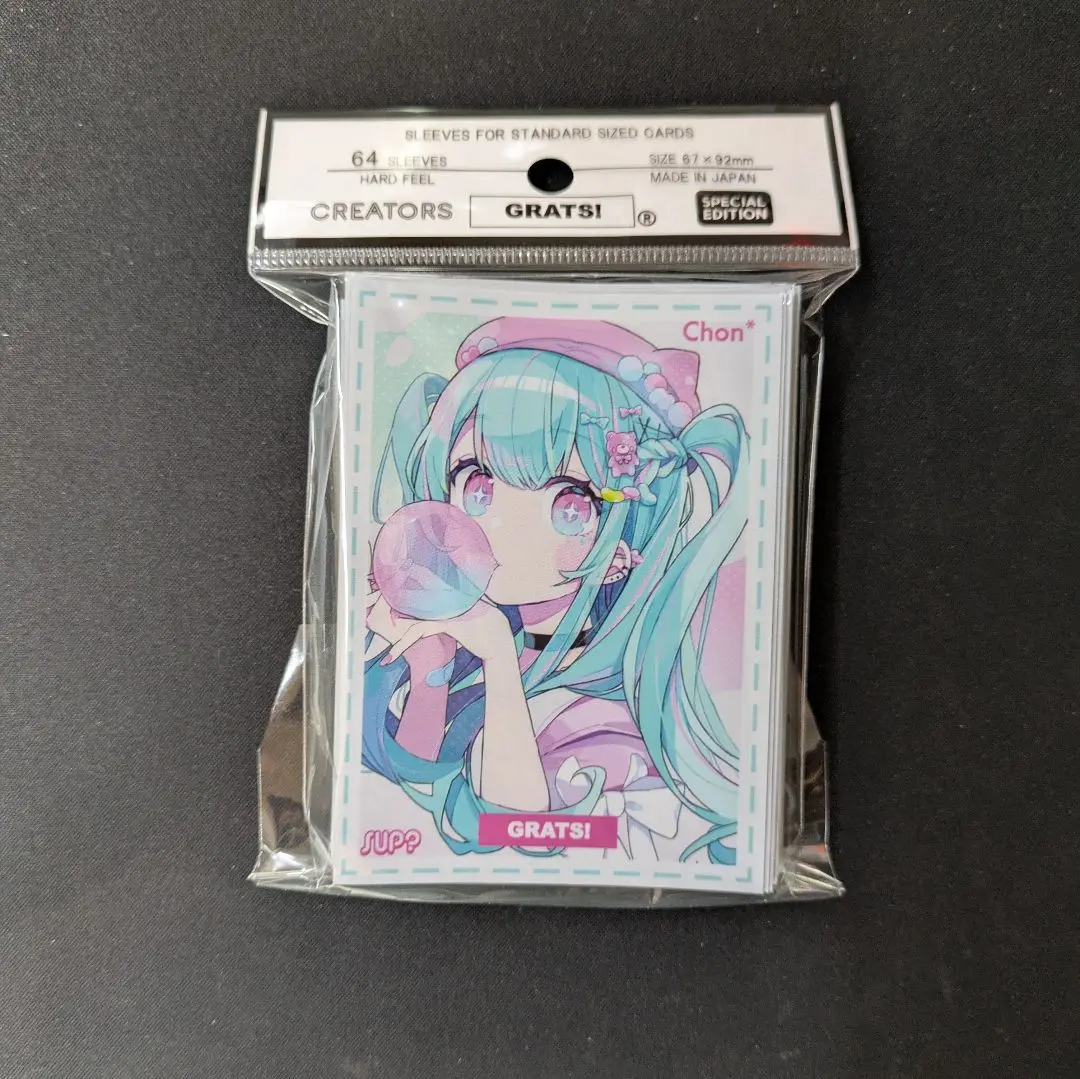 SLEEVES FOR STANDARD SIZED CARDS
64 SLEEVES
HARD FEEL
SIZE 67×92mm
MADE IN JAPAN
CREATORS GRATS! ® SPECIAL EDITION
Chon*
SUP?
GRATS!